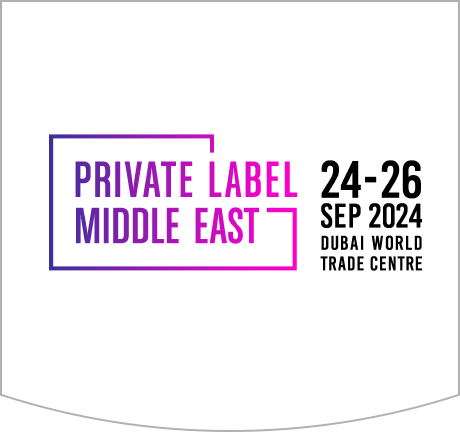 PRIVATE LABEL
MIDDLE EAST
24-26
SEP 2024
DUBAI WORLD
TRADE CENTRE